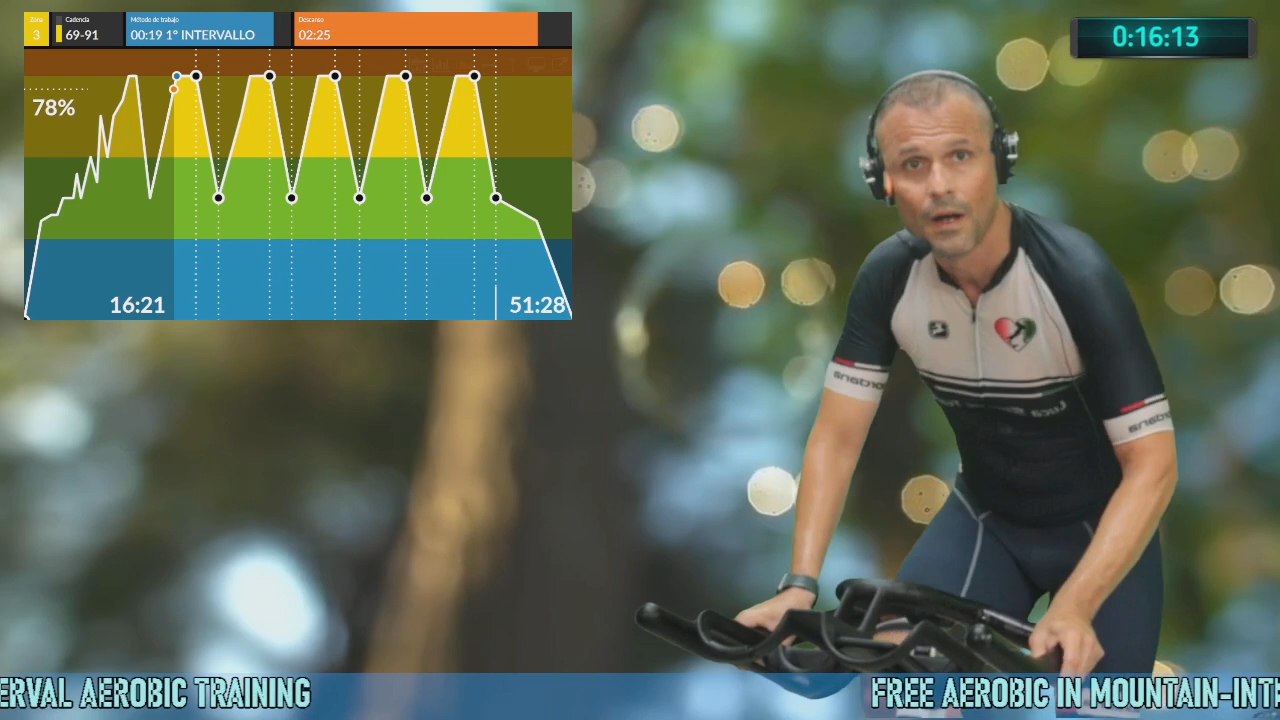 Zona
3
Cadencia
69-91
Método de trabajo
00:19 1º INTERVALLO
Descanso
02:25
0:16:13
78%
16:21
51:28
ERVAL AEROBIC TRAINING
FREE AEROBIC IN MOUNTAIN-INTE